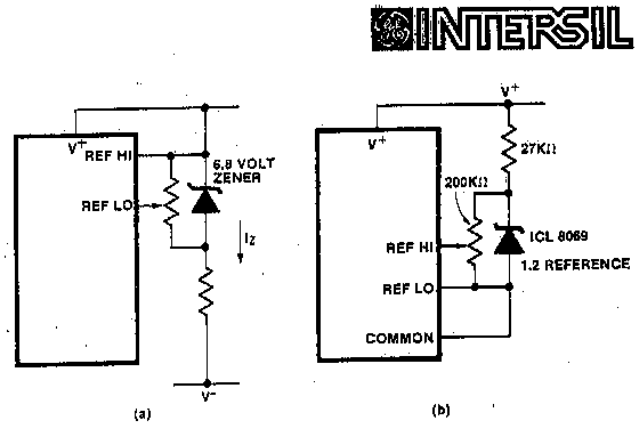 INTERSIL
V+
REF HI
REF LO
6.8 VOLT
ZENER
IZ
V-
(a)
V+
V+
27KΩ
200KΩ
REF HI
ICL 8069
1.2 REFERENCE
REF LO
COMMON
(b)